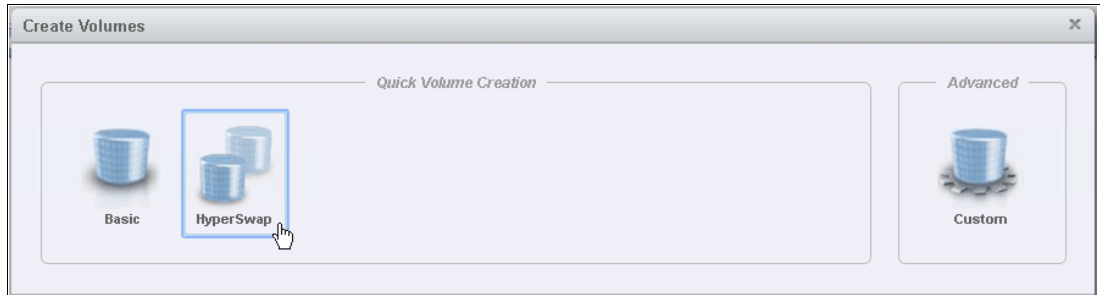 Create Volumes
Quick Volume Creation
Advanced
Basic
HyperSwap
Custom